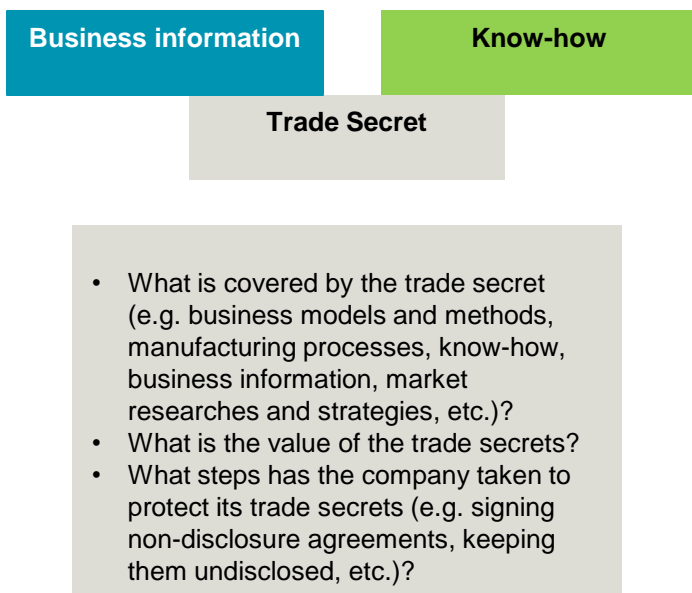 Business information
Know-how
Trade Secret
• What is covered by the trade secret
(e.g. business models and methods,
manufacturing processes, know-how,
business information, market
researches and strategies, etc.)?
• What is the value of the trade secrets?
• What steps has the company taken to
protect its trade secrets (e.g. signing
non-disclosure agreements, keeping
them undisclosed, etc.)?